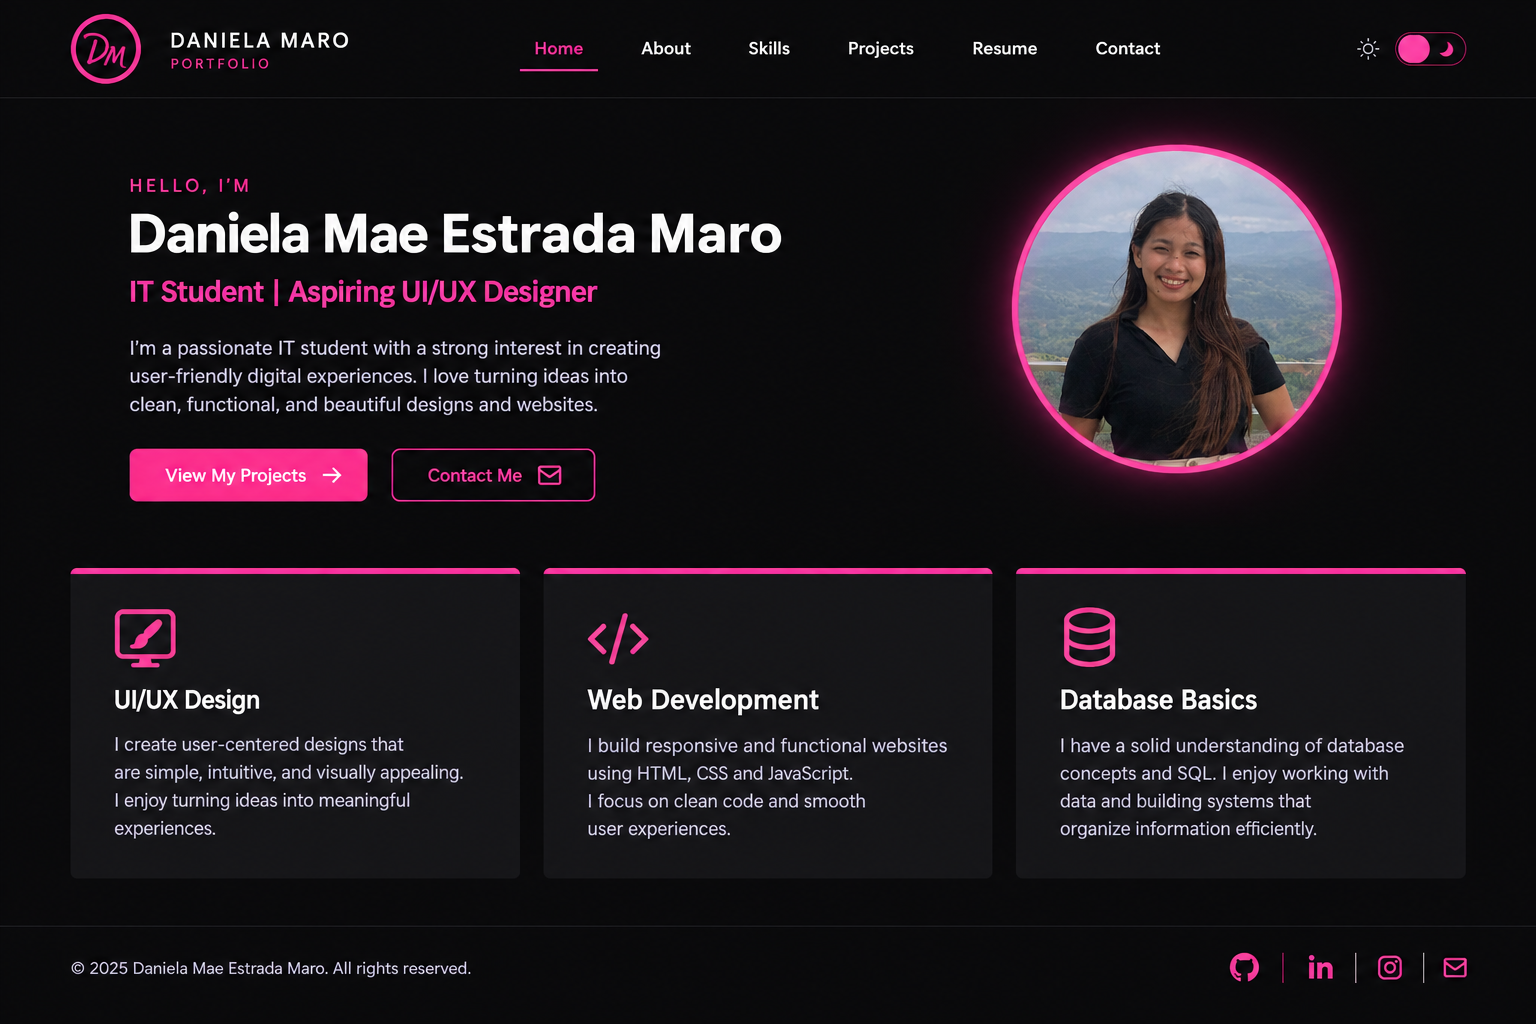 DM
DANIELA MARO
PORTFOLIO
Home
About
Skills
Projects
Resume
Contact
HELLO, I’M
Daniela Mae Estrada Maro
IT Student | Aspiring UI/UX Designer
I’m a passionate IT student with a strong interest in creating
user-friendly digital experiences. I love turning ideas into
clean, functional, and beautiful designs and websites.
View My Projects
Contact Me
UI/UX Design
I create user-centered designs that
are simple, intuitive, and visually appealing.
I enjoy turning ideas into meaningful
experiences.
Web Development
I build responsive and functional websites
using HTML, CSS and JavaScript.
I focus on clean code and smooth
user experiences.
Database Basics
I have a solid understanding of database
concepts and SQL. I enjoy working with
data and building systems that
organize information efficiently.
© 2025 Daniela Mae Estrada Maro. All rights reserved.
in